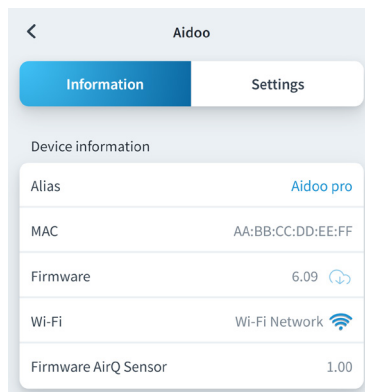 Aidoo
Information Settings
Device information
Alias Aidoo pro
MAC AA:BB:CC:DD:EE:FF
Firmware 6.09
Wi-Fi Wi-Fi Network
Firmware AirQ Sensor 1.00